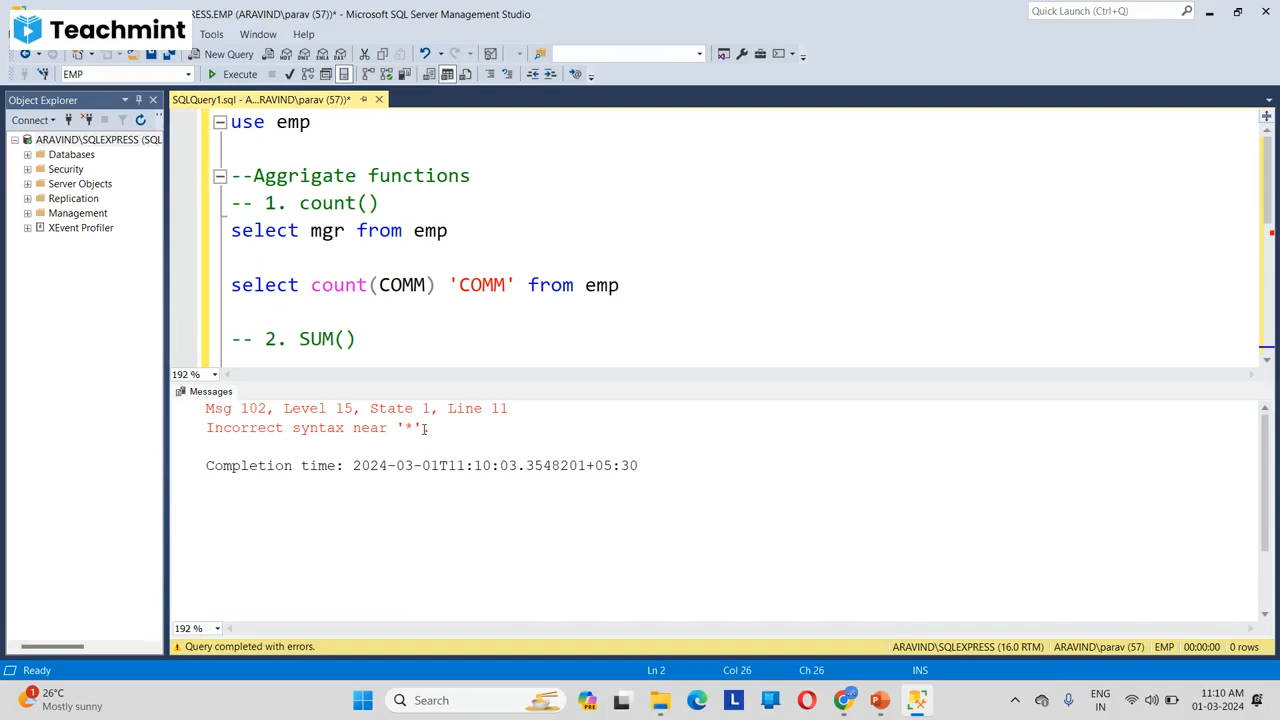 RESS.EMP (ARAVIND\parav (57))* - Microsoft SQL Server Management Studio
Quick Launch (Ctrl+Q)
Teachmint
Tools Window Help
New Query
EMP
Execute
Object Explorer
SQLQuery1.sql - A...RAVIND\parav (57))*
Connect
ARAVIND\SQLEXPRESS (SQL
Databases
Security
Server Objects
Replication
Management
XEvent Profiler
use emp
--Aggrigate functions
-- 1. count()
select mgr from emp
select count(COMM) 'COMM' from emp
-- 2. SUM()
192 %
Messages
Msg 102, Level 15, State 1, Line 11
Incorrect syntax near '*'.
Completion time: 2024-03-01T11:10:03.3548201+05:30
192 %
Query completed with errors.
ARAVIND\SQLEXPRESS (16.0 RTM) ARAVIND\parav (57) EMP 00:00:00 0 rows
Ready
Ln 2 Col 26 Ch 26 INS
26°C
Mostly sunny
Search
ENG
IN
11:10 AM
01-03-2024